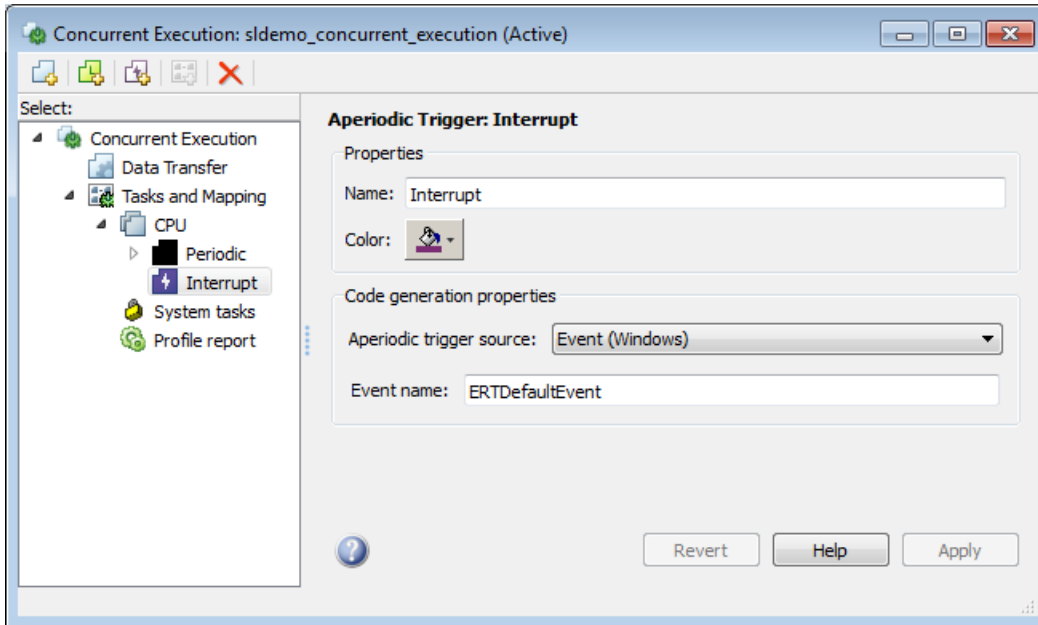 Concurrent Execution: sldemo_concurrent_execution (Active)
Select:
Concurrent Execution
Data Transfer
Tasks and Mapping
CPU
Periodic
Interrupt
System tasks
Profile report
Aperiodic Trigger: Interrupt
Properties
Name: Interrupt
Color:
Code generation properties
Aperiodic trigger source: Event (Windows)
Event name: ERTDefaultEvent
Revert Help Apply